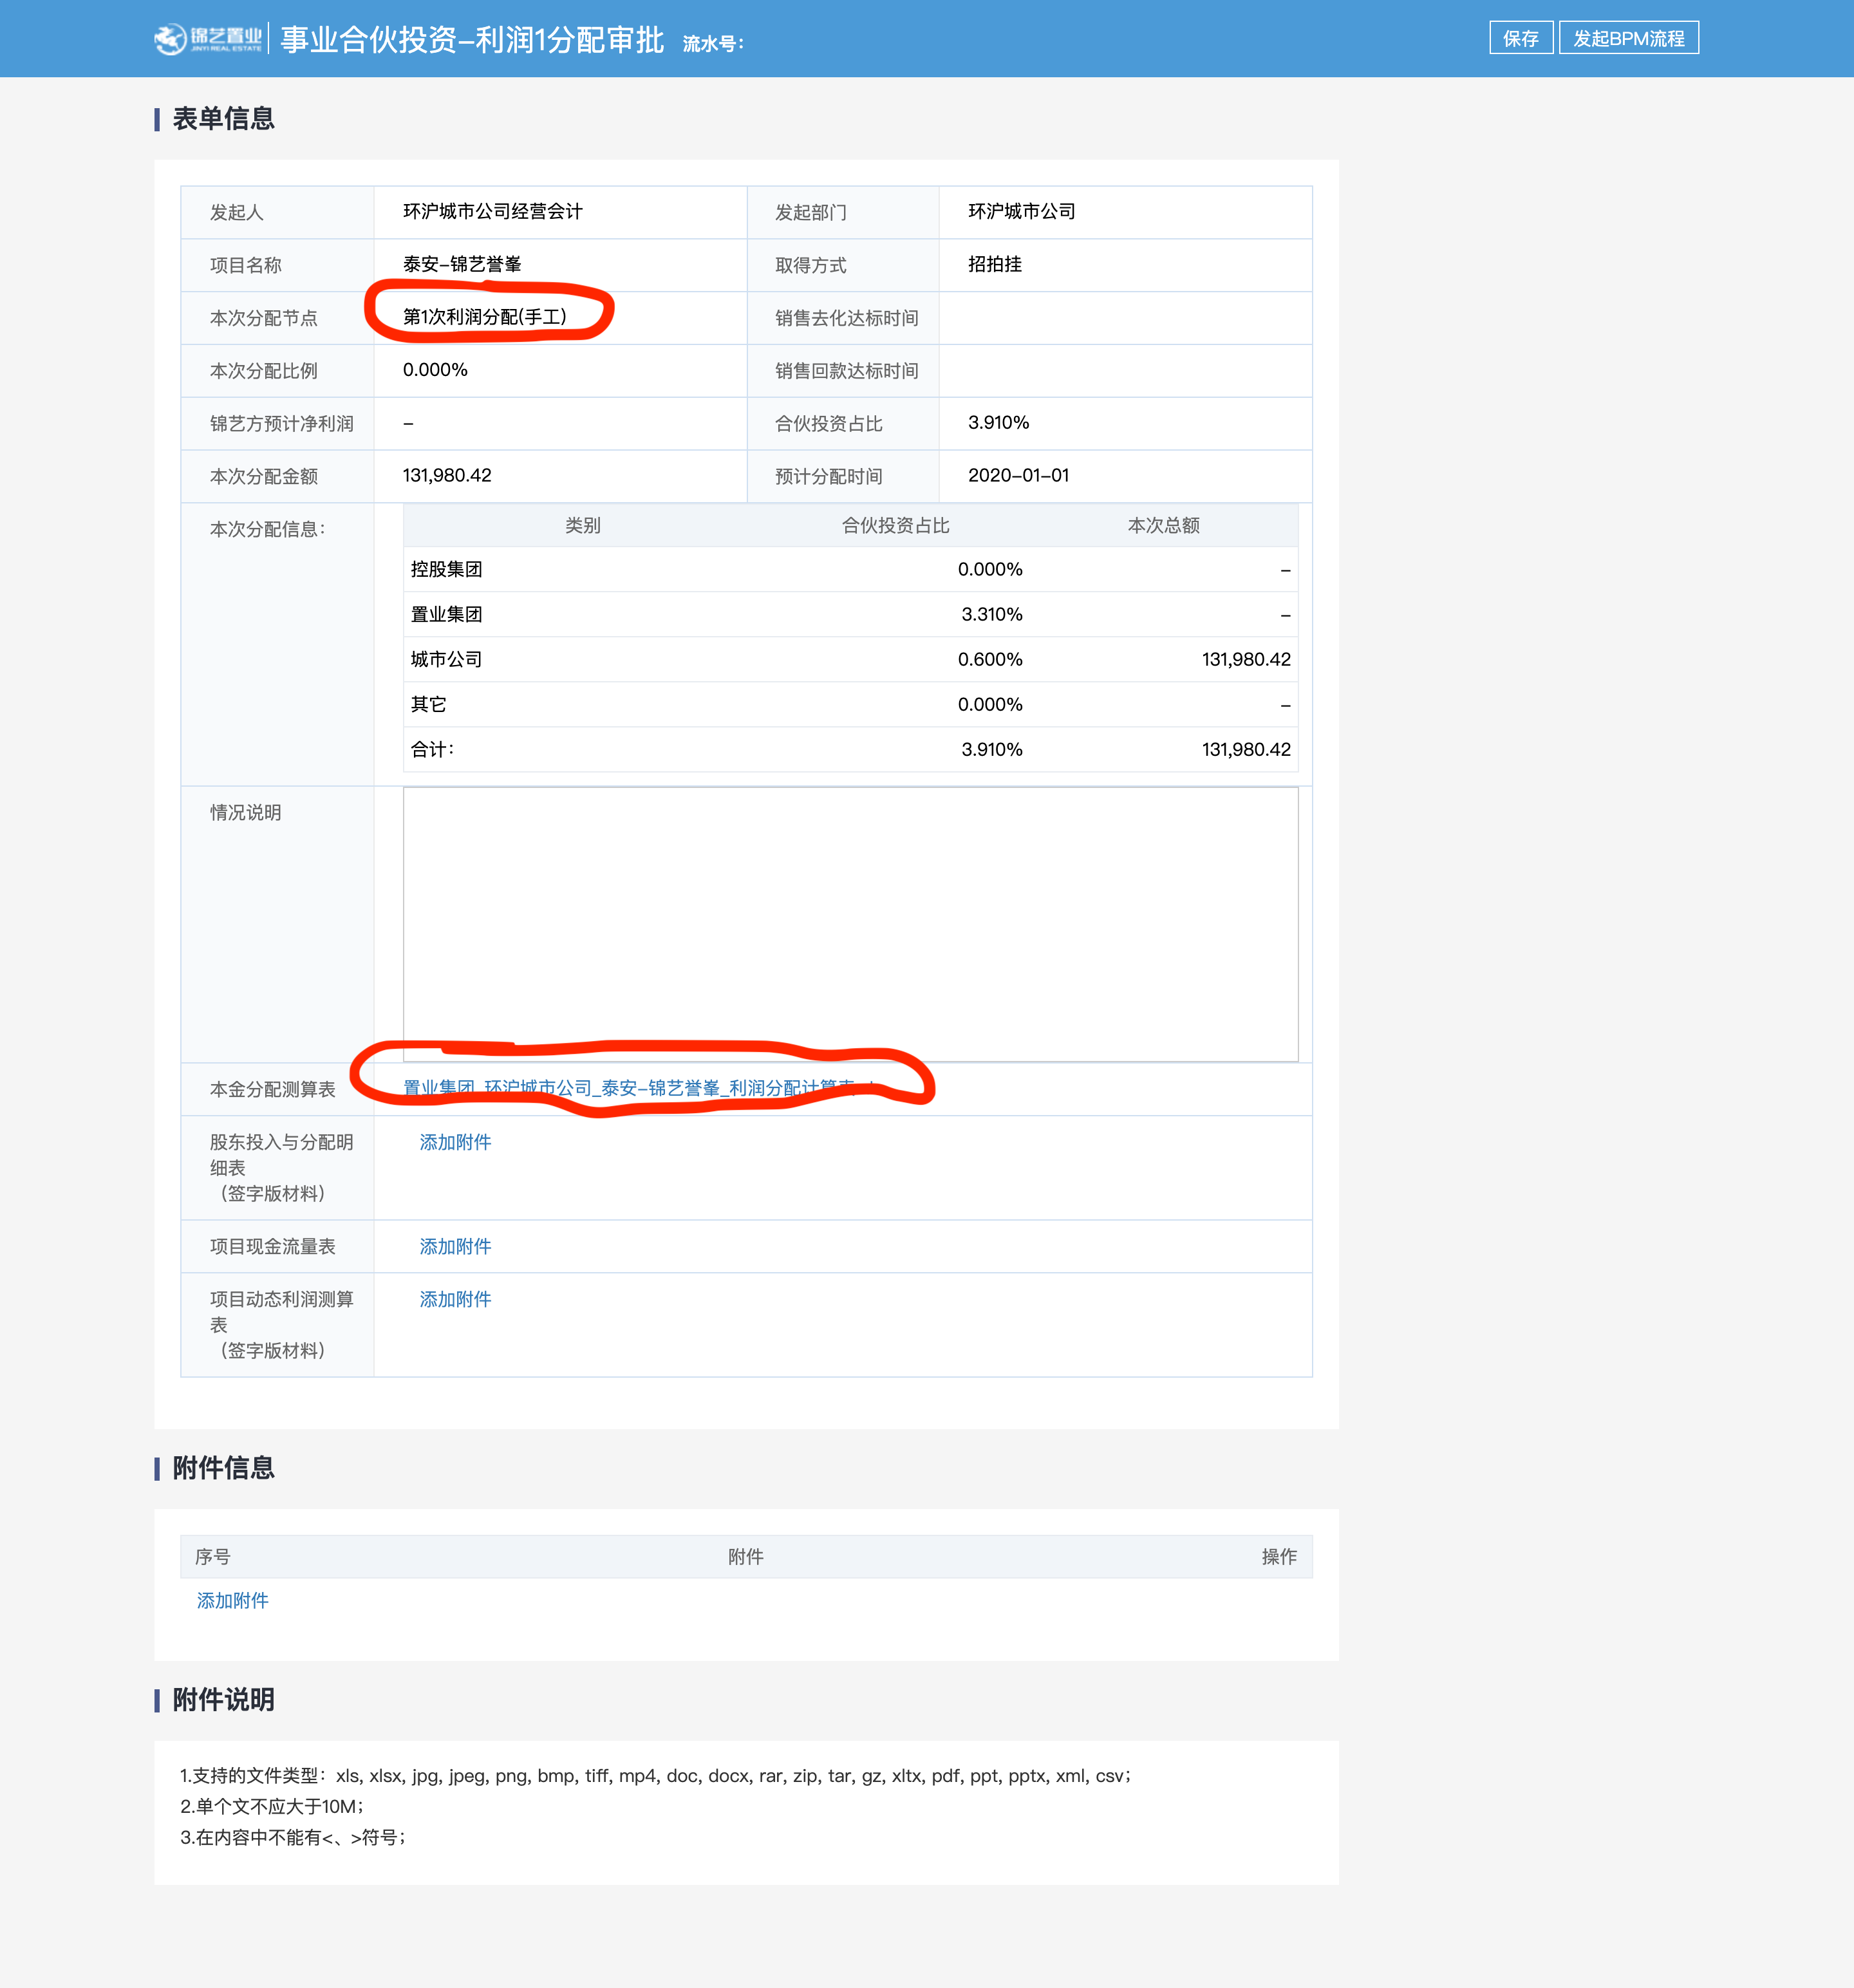 锦艺置业
JINYI REAL ESTATE
事业合伙投资-利润1分配审批 流水号：
保存 发起BPM流程
表单信息
发起人 环沪城市公司经营会计 发起部门 环沪城市公司
项目名称 泰安-锦艺誉峯 取得方式 招拍挂
本次分配节点 第1次利润分配(手工) 销售去化达标时间
本次分配比例 0.000% 销售回款达标时间
锦艺方预计净利润 - 合伙投资占比 3.910%
本次分配金额 131,980.42 预计分配时间 2020-01-01
本次分配信息：
类别 合伙投资占比 本次总额
控股集团 0.000% -
置业集团 3.310% -
城市公司 0.600% 131,980.42
其它 0.000% -
合计： 3.910% 131,980.42
情况说明
本金分配测算表 置业集团_环沪城市公司_泰安-锦艺誉峯_利润分配计算表
股东投入与分配明 添加附件
细表
（签字版材料）
项目现金流量表 添加附件
项目动态利润测算 添加附件
表
（签字版材料）
附件信息
序号 附件 操作
添加附件
附件说明
1.支持的文件类型：xls, xlsx, jpg, jpeg, png, bmp, tiff, mp4, doc, docx, rar, zip, tar, gz, xltx, pdf, ppt, pptx, xml, csv；
2.单个文不应大于10M；
3.在内容中不能有<、>符号；